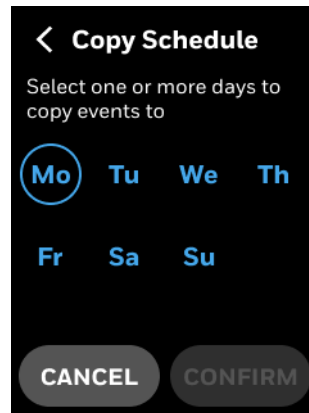 Copy Schedule
Select one or more days to
copy events to
Mo Tu We Th
Fr Sa Su
CANCEL CONFIRM